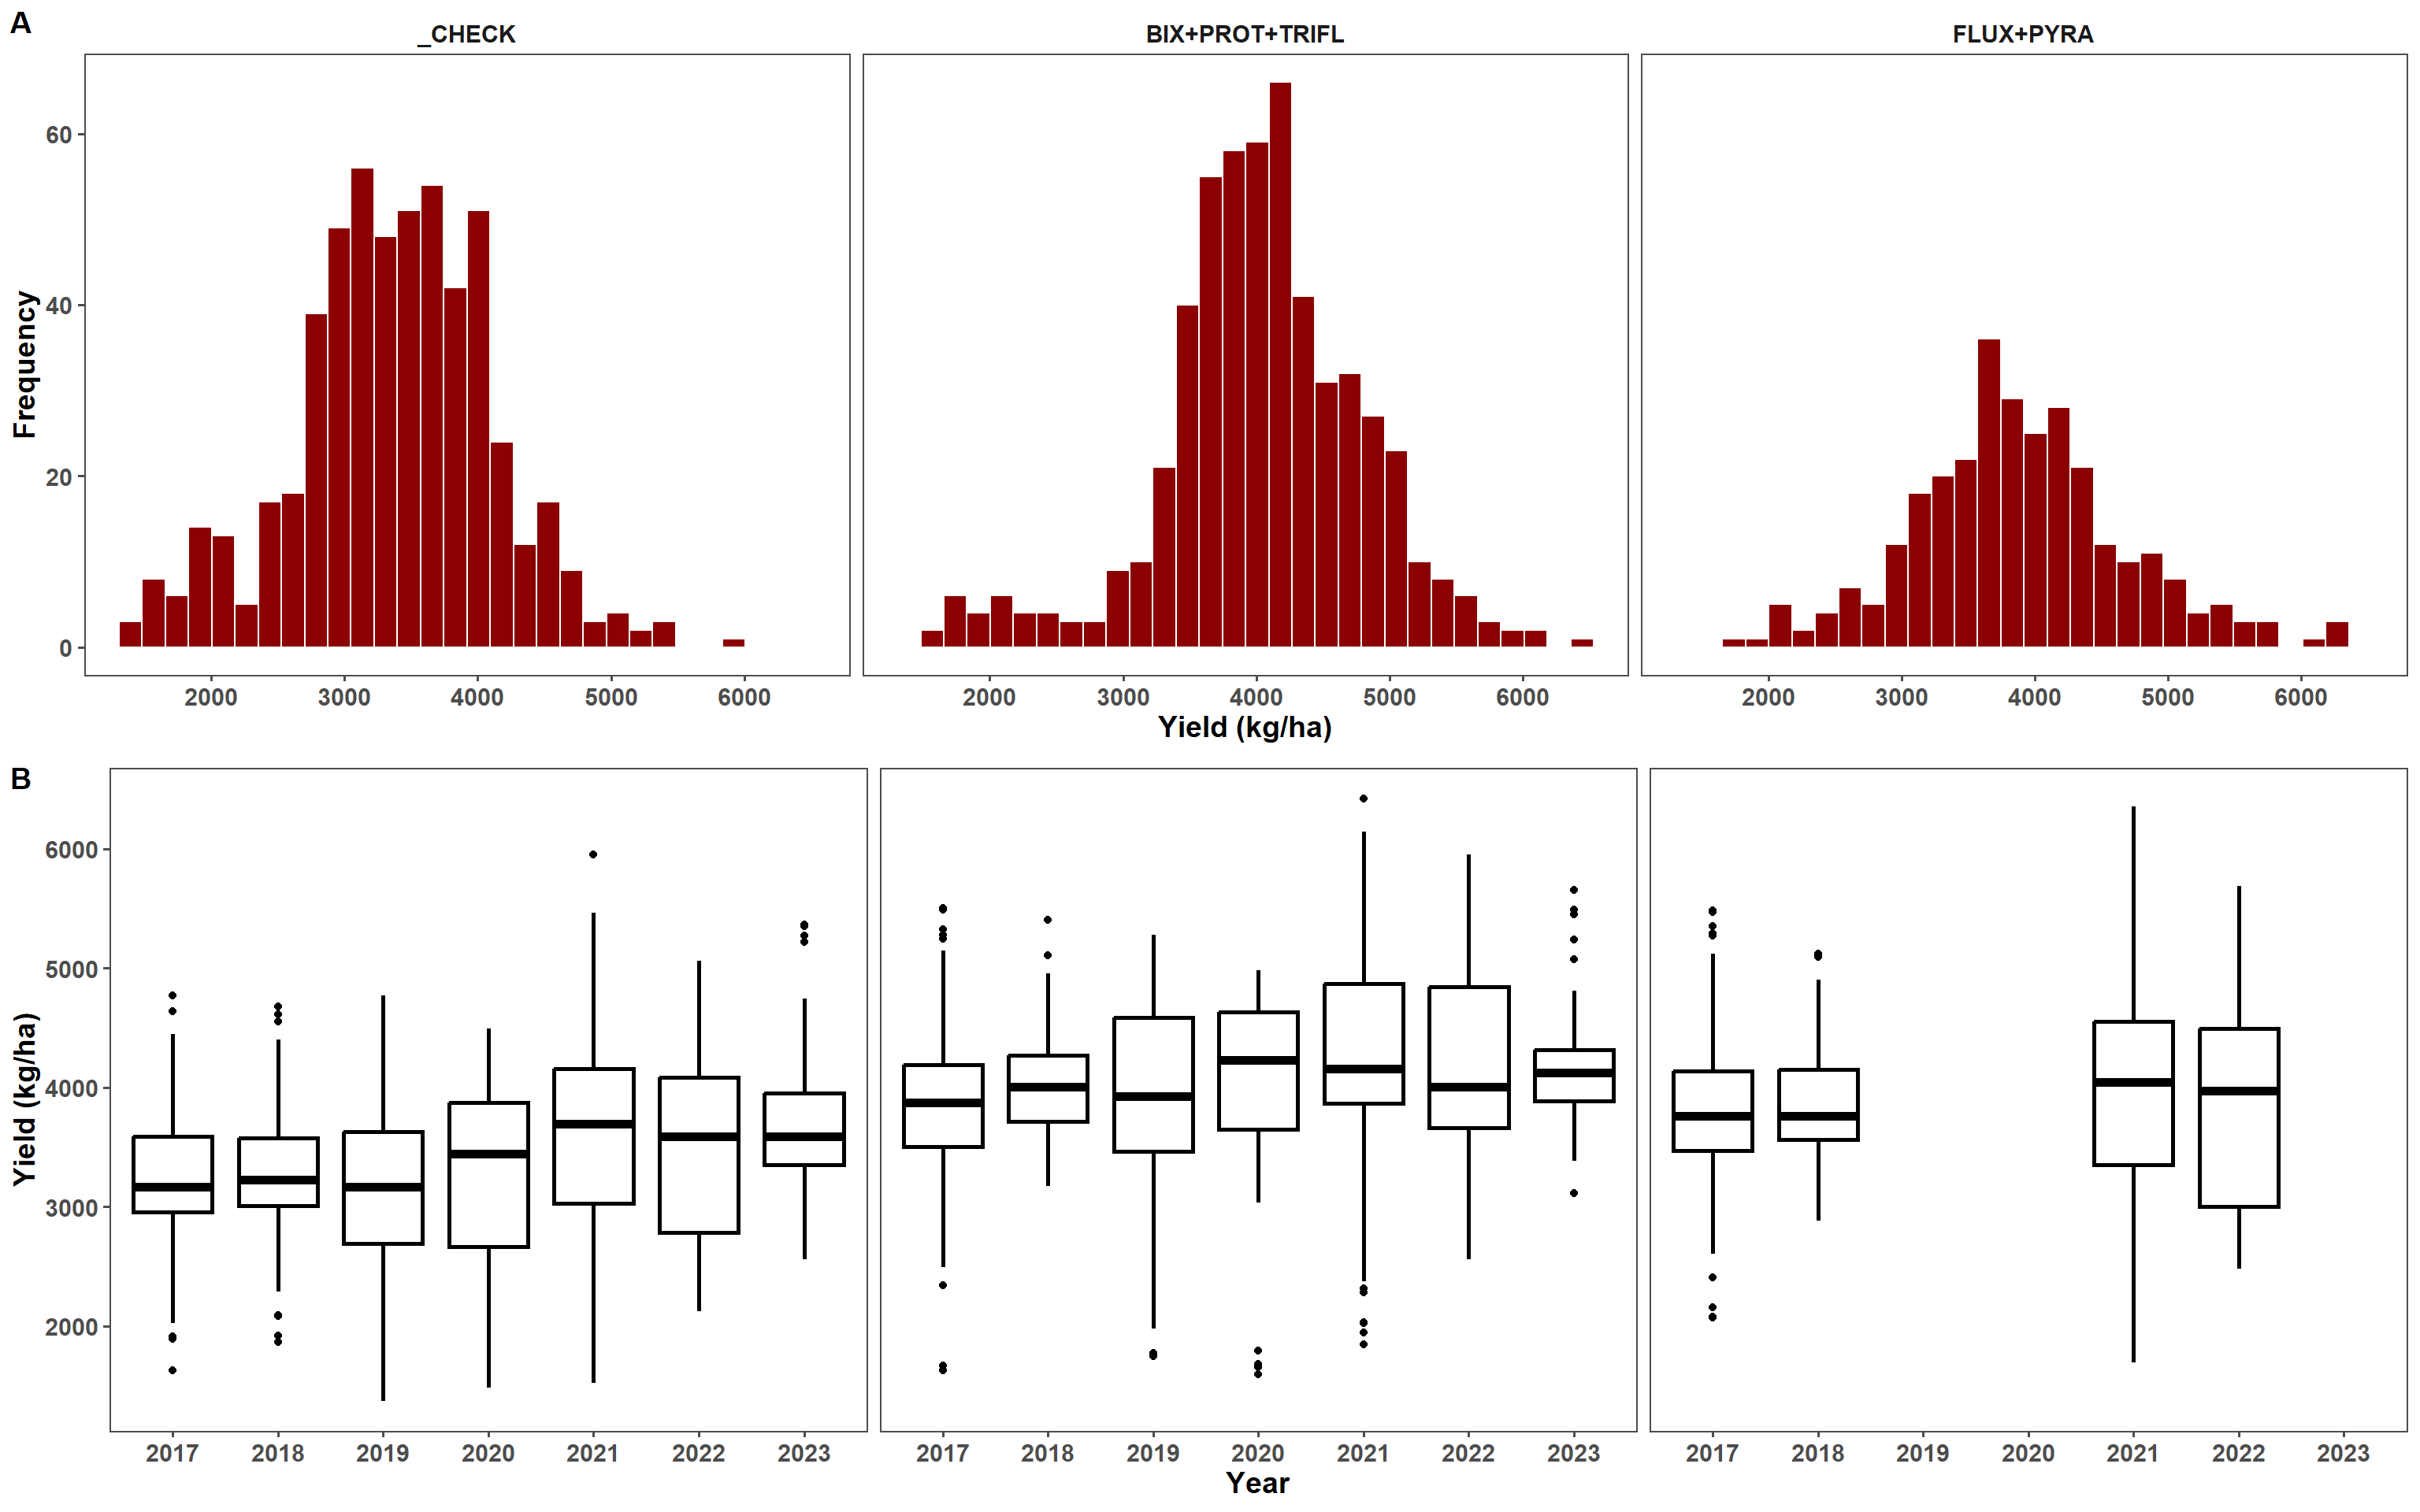 A
_CHECK BIX+PROT+TRIFL FLUX+PYRA
Frequency
60
40
20
0
2000 3000 4000 5000 6000 2000 3000 4000 5000 6000 2000 3000 4000 5000 6000
Yield (kg/ha)
B
Yield (kg/ha)
6000
5000
4000
3000
2000
2017 2018 2019 2020 2021 2022 2023 2017 2018 2019 2020 2021 2022 2023 2017 2018 2019 2020 2021 2022 2023
Year